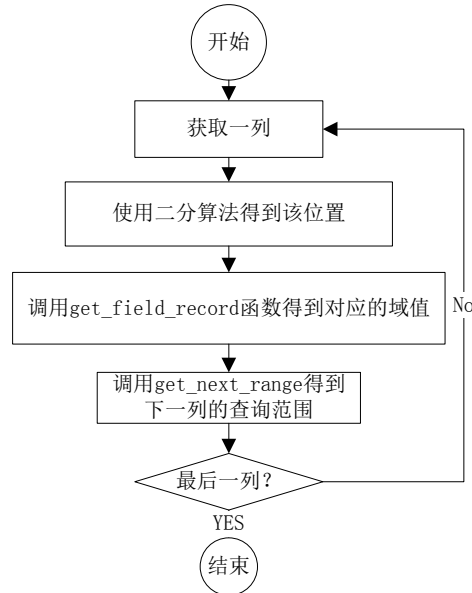 开始
获取一列
使用二分算法得到该位置
调用get_field_record函数得到对应的域值
No
调用get_next_range得到
下一列的查询范围
最后一列?
YES
结束